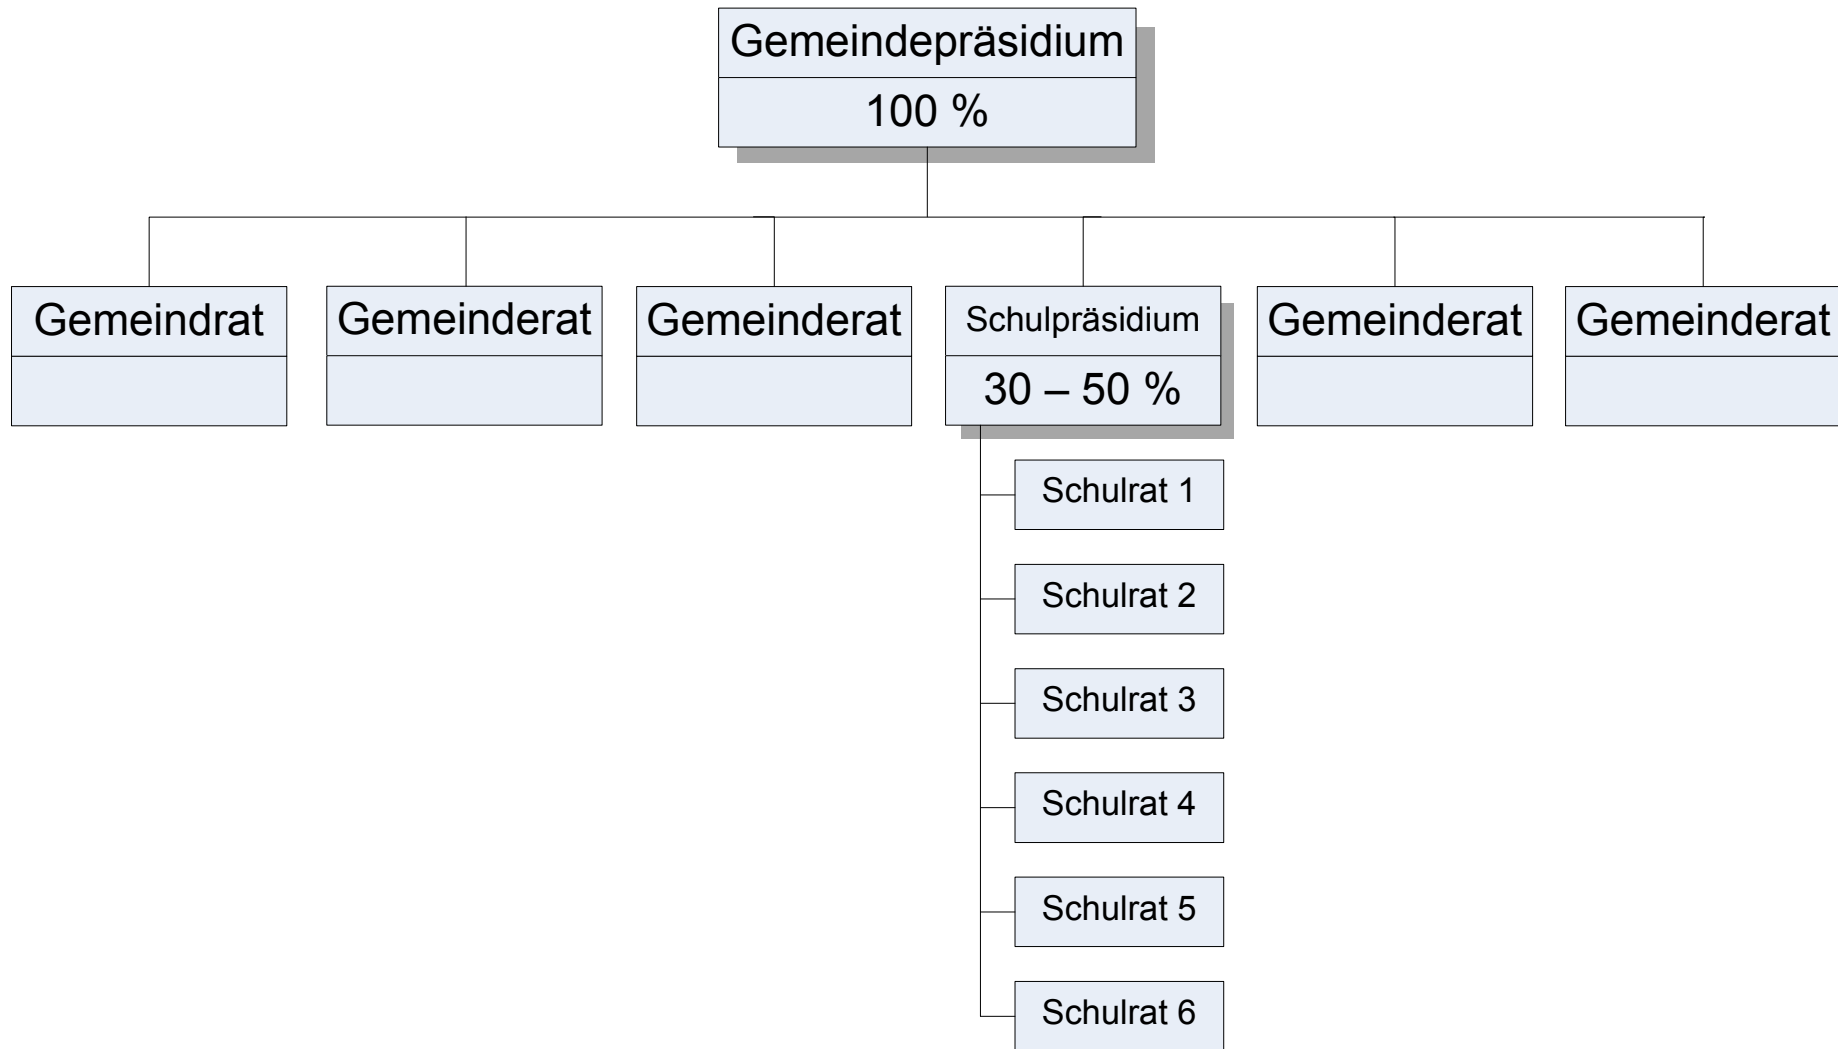 Gemeindepräsidium
100 %
Gemeindrat
Gemeinderat
Gemeinderat
Schulpräsidium
30 – 50 %
Gemeinderat
Gemeinderat
Schulrat 1
Schulrat 2
Schulrat 3
Schulrat 4
Schulrat 5
Schulrat 6